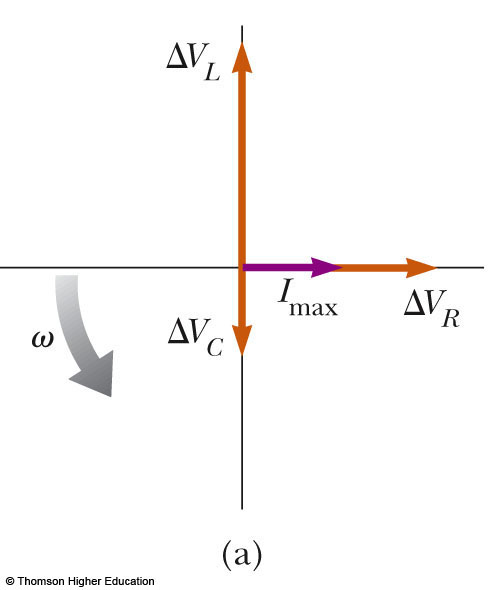 ΔV_L
I_max
ΔV_R
ΔV_C
ω
(a)
© Thomson Higher Education